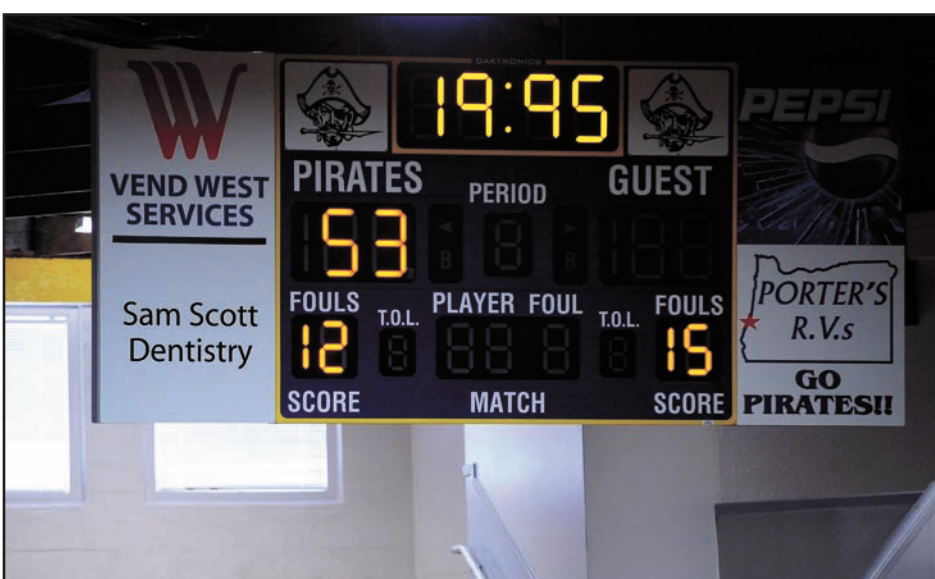 DAKTRONICS
19:95
PIRATES
PERIOD
GUEST
53
B
B
FOULS
T.O.L.
PLAYER FOUL
T.O.L.
FOULS
12
15
SCORE
MATCH
SCORE
W
VEND WEST
SERVICES
Sam Scott
Dentistry
PEPSI
PORTER'S
R.V.s
GO
PIRATES!!